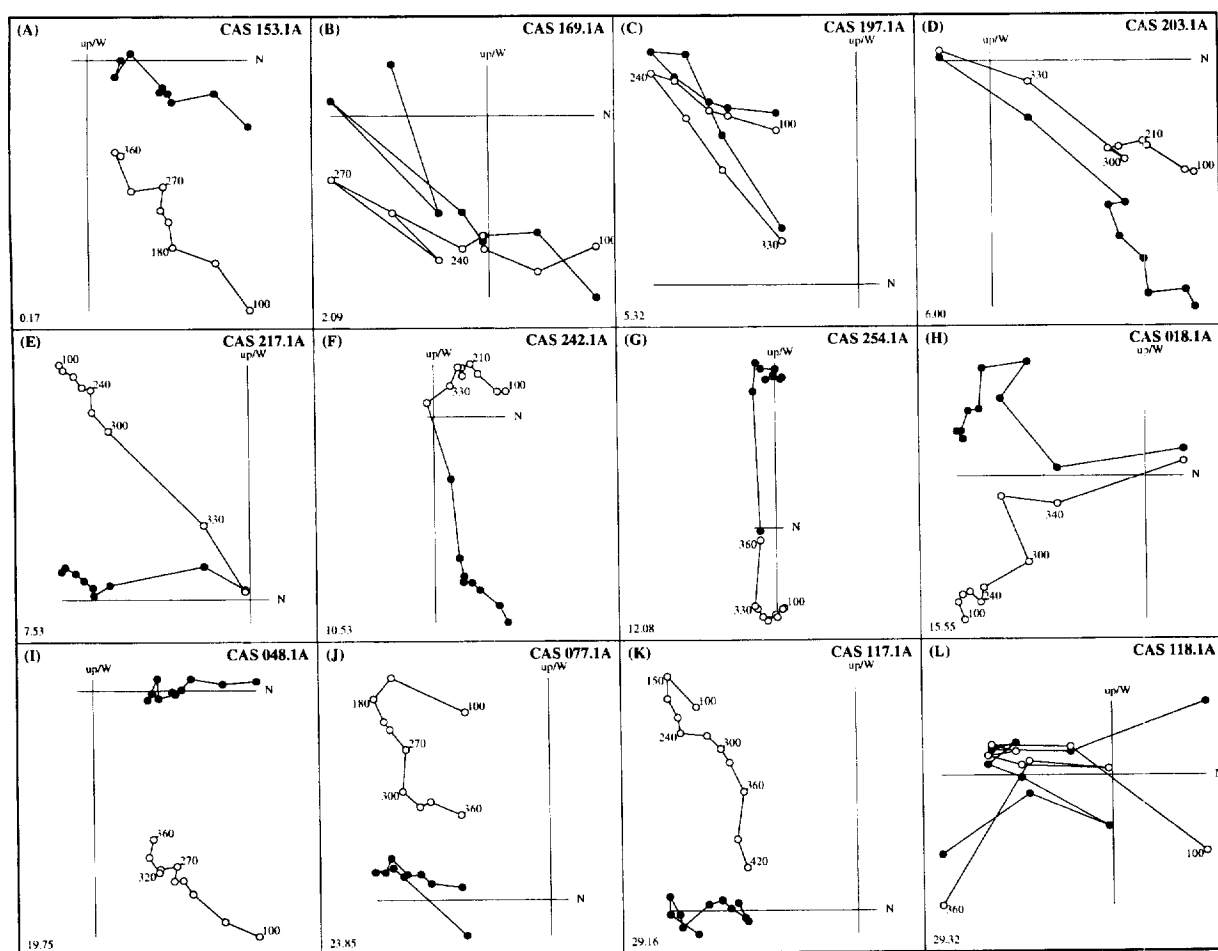 (A) CAS 153.1A
up/W
N
360
270
180
100
0.17
(B) CAS 169.1A
up/W
N
270
240
100
2.09
(C) CAS 197.1A
up/W
240
100
330
N
5.32
(D) CAS 203.1A
up/W
N
330
210
300
100
6.00
(E) CAS 217.1A
up/W
100
240
300
330
N
7.53
(F) CAS 242.1A
up/W
210
330
100
N
10.53
(G) CAS 254.1A
up/W
N
360
330
100
12.08
(H) CAS 018.1A
up/W
N
340
300
240
100
15.55
(I) CAS 048.1A
up/W
N
360
270
320
100
19.75
(J) CAS 077.1A
up/W
180
100
270
300
360
N
23.85
(K) CAS 117.1A
up/W
150
100
240
300
360
420
N
29.16
(L) CAS 118.1A
up/W
N
100
360
29.32